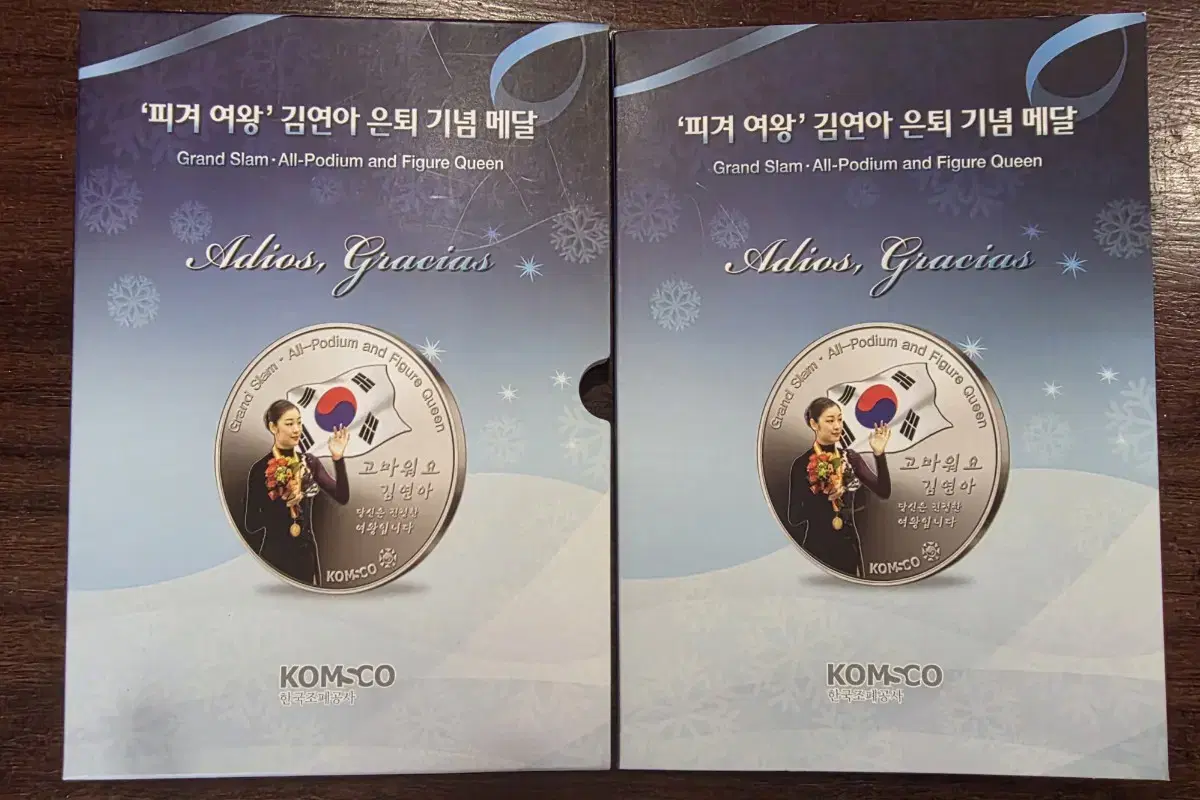 ‘피겨 여왕’ 김연아 은퇴 기념 메달
Grand Slam·All-Podium and Figure Queen
Adios, Gracias
Grand Slam · All-Podium and Figure Queen
고마워요
김연아
당신은 진정한
여왕입니다
KOMSCO
KOMSCO
한국조폐공사
‘피겨 여왕’ 김연아 은퇴 기념 메달
Grand Slam·All-Podium and Figure Queen
Adios, Gracias
Grand Slam · All-Podium and Figure Queen
고마워요
김연아
당신은 진정한
여왕입니다
KOMSCO
KOMSCO
한국조폐공사